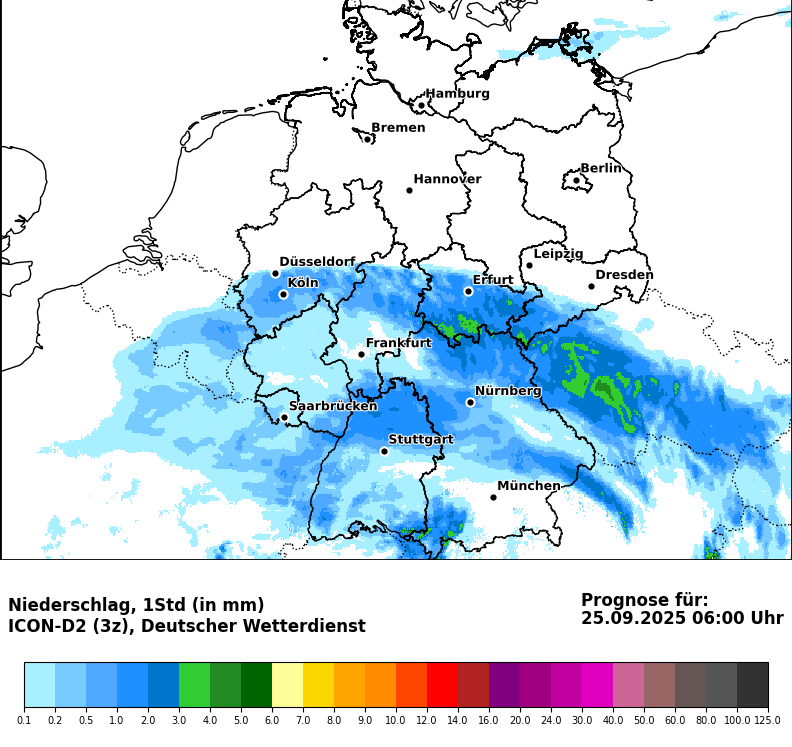 Hamburg
Bremen
Berlin
Hannover
Leipzig
Düsseldorf
Dresden
Erfurt
Köln
Frankfurt
Nürnberg
Saarbrücken
Stuttgart
München
Niederschlag, 1Std (in mm)
ICON-D2 (3z), Deutscher Wetterdienst
Prognose für:
25.09.2025 06:00 Uhr
0.1 0.2 0.5 1.0 2.0 3.0 4.0 5.0 6.0 7.0 8.0 9.0 10.0 12.0 14.0 16.0 20.0 24.0 30.0 40.0 50.0 60.0 80.0 100.0 125.0